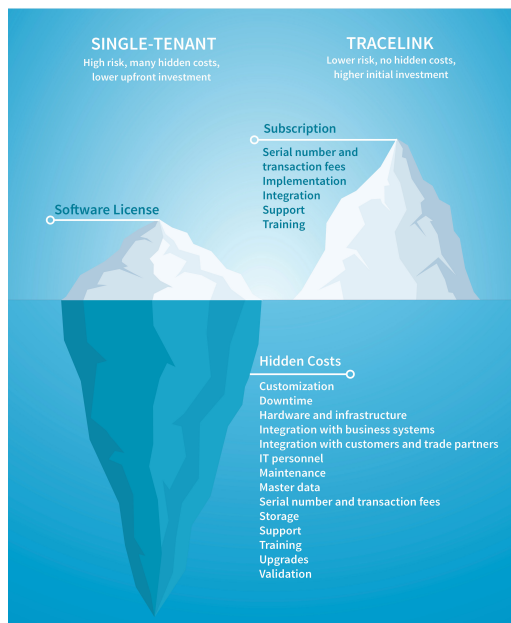 SINGLE-TENANT
High risk, many hidden costs,
lower upfront investment
TRACELINK
Lower risk, no hidden costs,
higher initial investment
Subscription
Serial number and
transaction fees
Implementation
Integration
Support
Training
Software License
Hidden Costs
Customization
Downtime
Hardware and infrastructure
Integration with business systems
Integration with customers and trade partners
IT personnel
Maintenance
Master data
Serial number and transaction fees
Storage
Support
Training
Upgrades
Validation